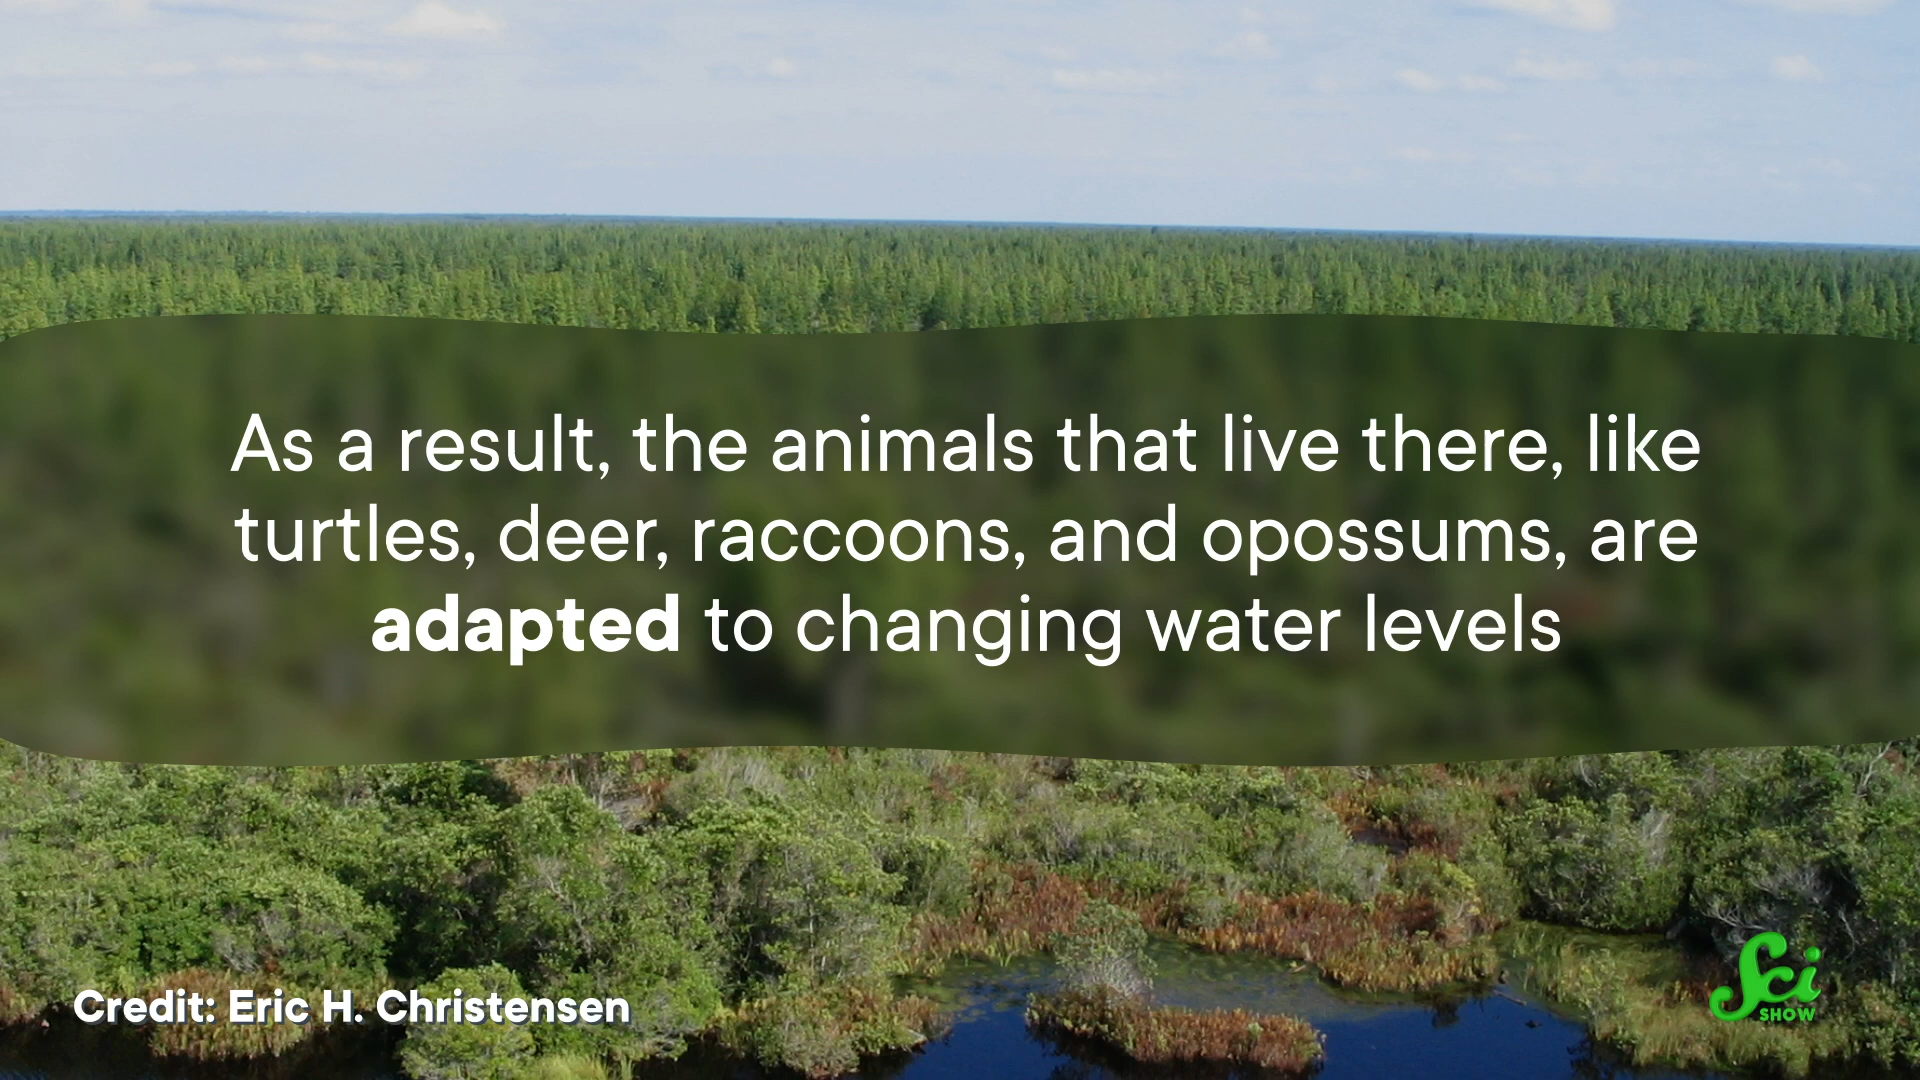 As a result, the animals that live there, like
turtles, deer, raccoons, and opossums, are
adapted to changing water levels
Credit: Eric H. Christensen
Sci
SHOW